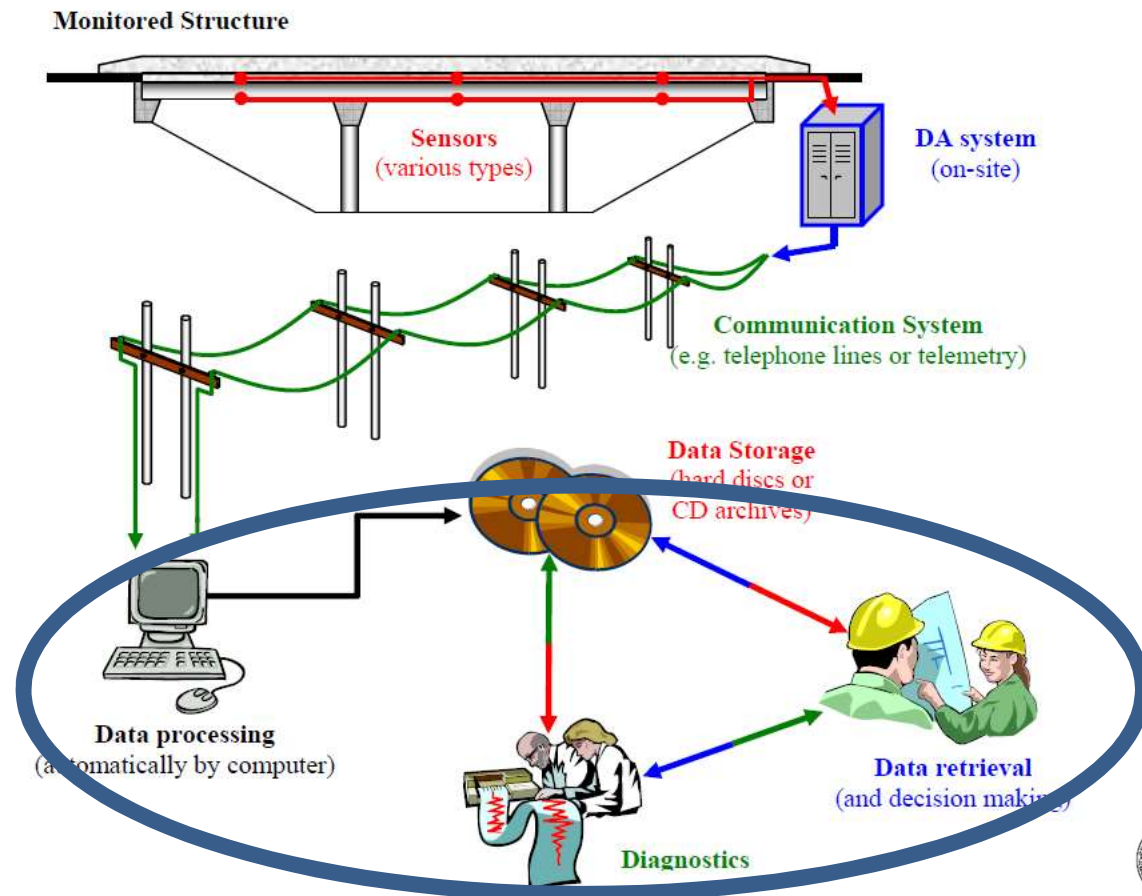 Monitored Structure
Sensors
(various types)
DA system
(on-site)
Communication System
(e.g. telephone lines or telemetry)
Data Storage
(hard discs or
CD archives)
Data processing
(automatically by computer)
Data retrieval
(and decision making)
Diagnostics